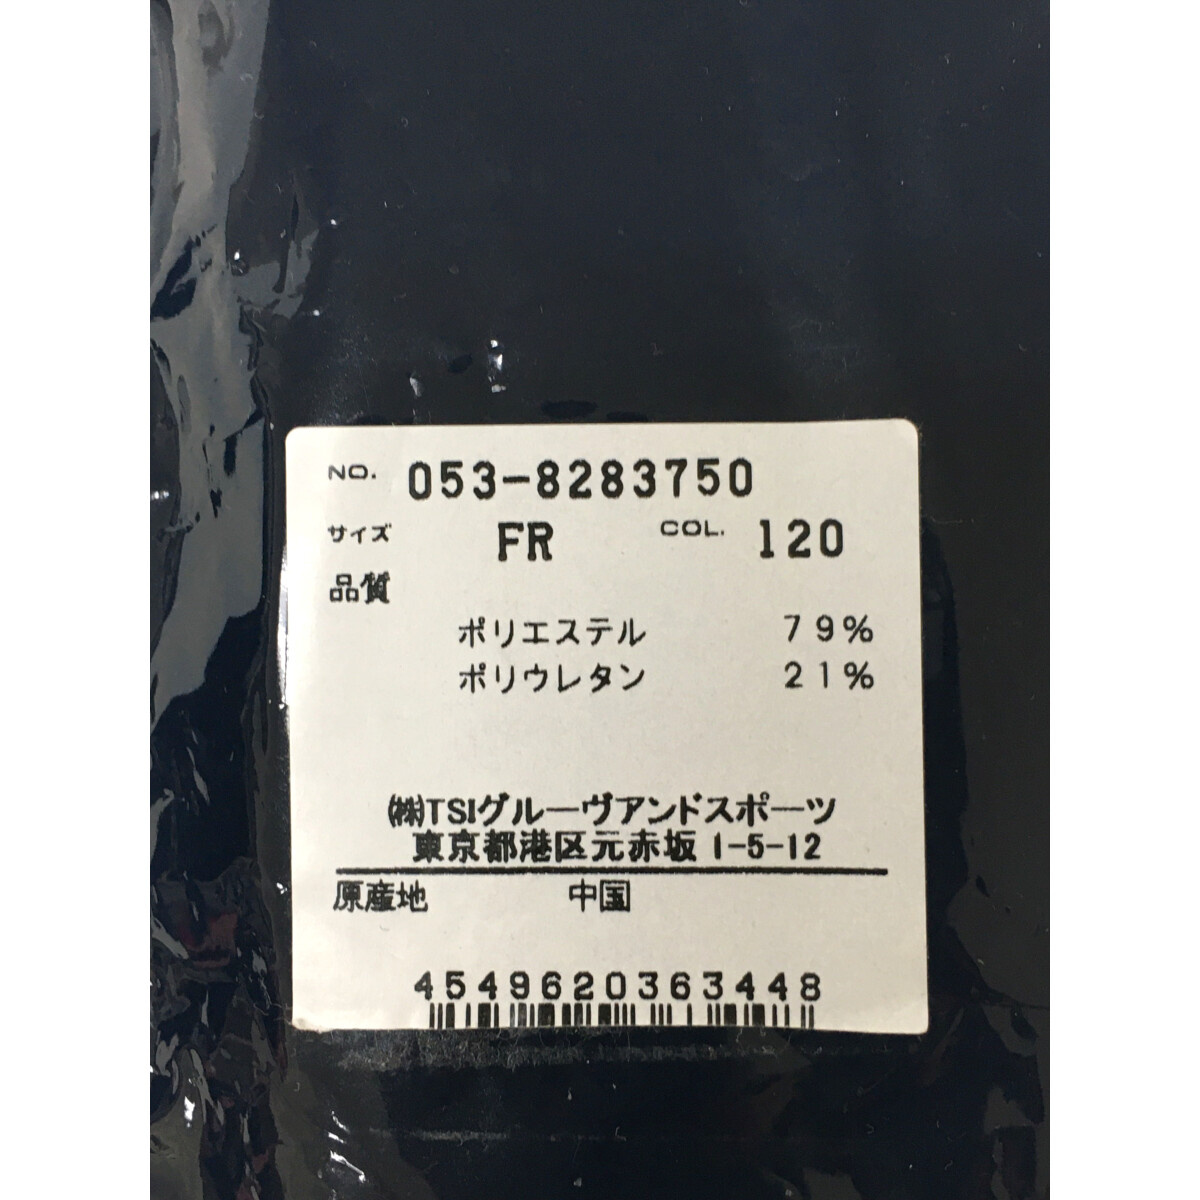 NO. 053-8283750
サイズ FR COL. 120
品質
ポリエステル 79%
ポリウレタン 21%
㈱TSIグルーヴアンドスポーツ
東京都港区元赤坂 1-5-12
原産地 中国
4549620363448